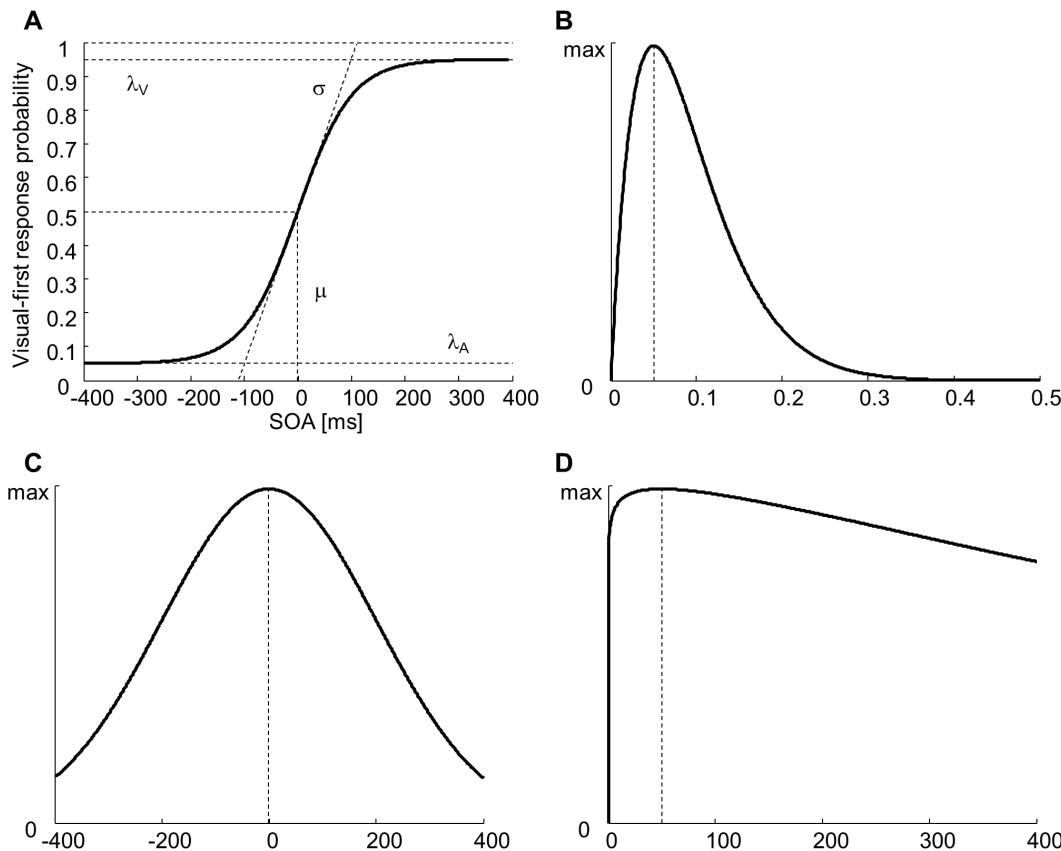 A
Visual-first response probability
1
0.9
0.8
0.7
0.6
0.5
0.4
0.3
0.2
0.1
0
λV
σ
μ
λA
-400 -300 -200 -100 0 100 200 300 400
SOA [ms]
B
max
0
0 0.1 0.2 0.3 0.4 0.5
C
max
0
-400 -200 0 200 400
D
max
0
0 100 200 300 400